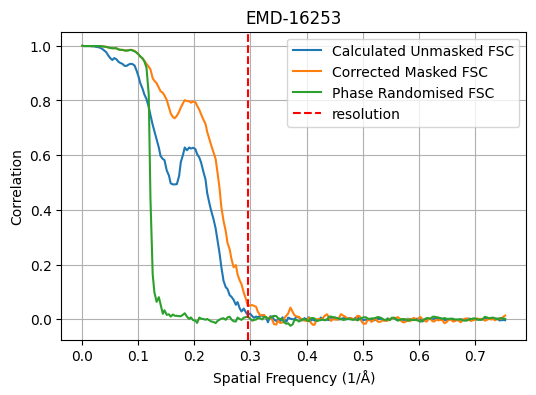 EMD-16253
1.0
0.8
0.6
0.4
0.2
0.0
Correlation
Calculated Unmasked FSC
Corrected Masked FSC
Phase Randomised FSC
resolution
0.0 0.1 0.2 0.3 0.4 0.5 0.6 0.7
Spatial Frequency (1/Å)